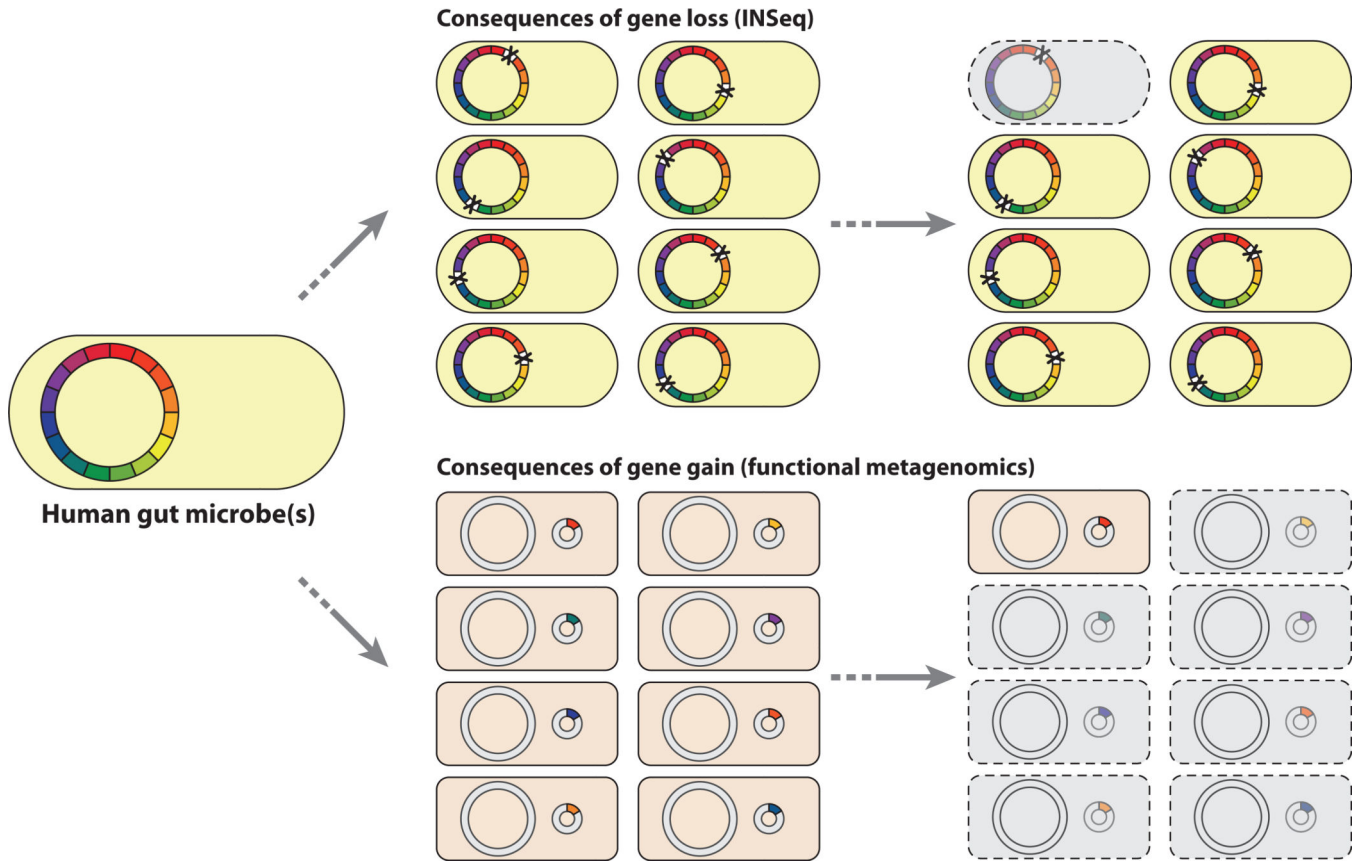 Consequences of gene loss (INSeq)
Human gut microbe(s)
Consequences of gene gain (functional metagenomics)